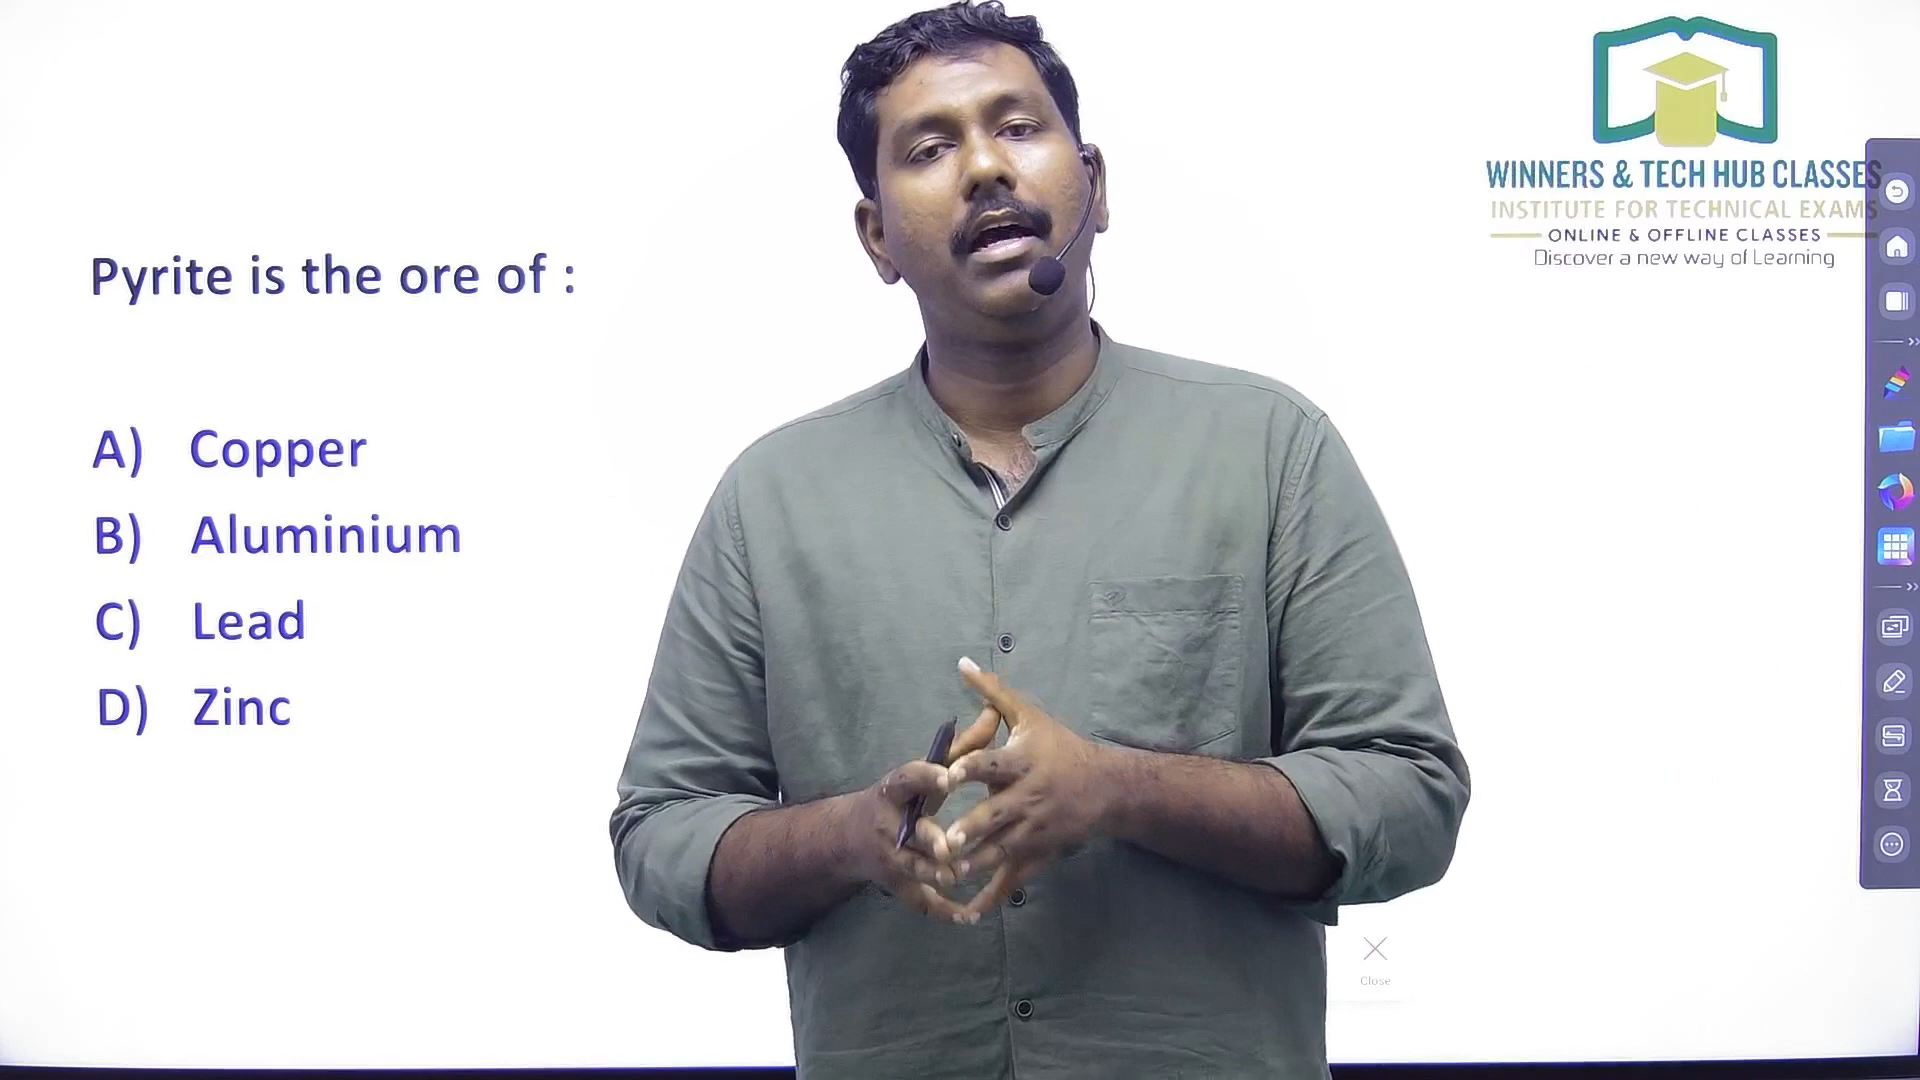 WINNERS & TECH HUB CLASSES
INSTITUTE FOR TECHNICAL EXAMS
ONLINE & OFFLINE CLASSES
Discover a new way of Learning
Pyrite is the ore of :
A) Copper
B) Aluminium
C) Lead
D) Zinc
Close